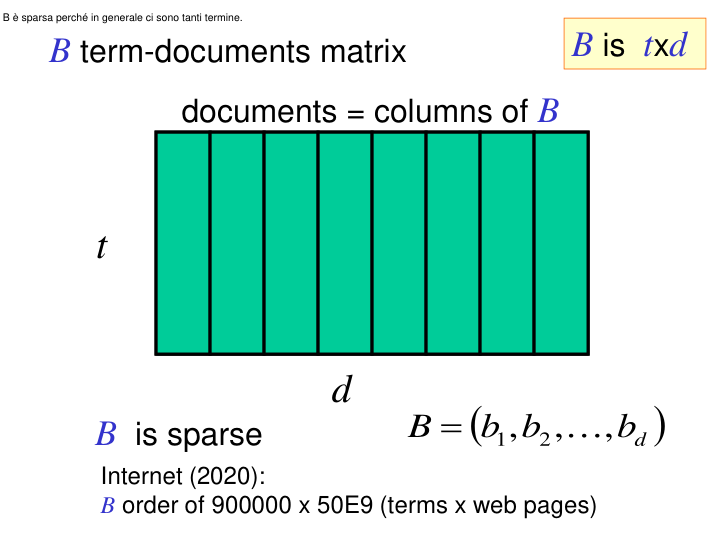 B è sparsa perché in generale ci sono tanti termine.
B term-documents matrix
B is txd
documents = columns of B
t
d
B is sparse
B = (b₁, b₂, …, b_d)
Internet (2020):
B order of 900000 x 50E9 (terms x web pages)